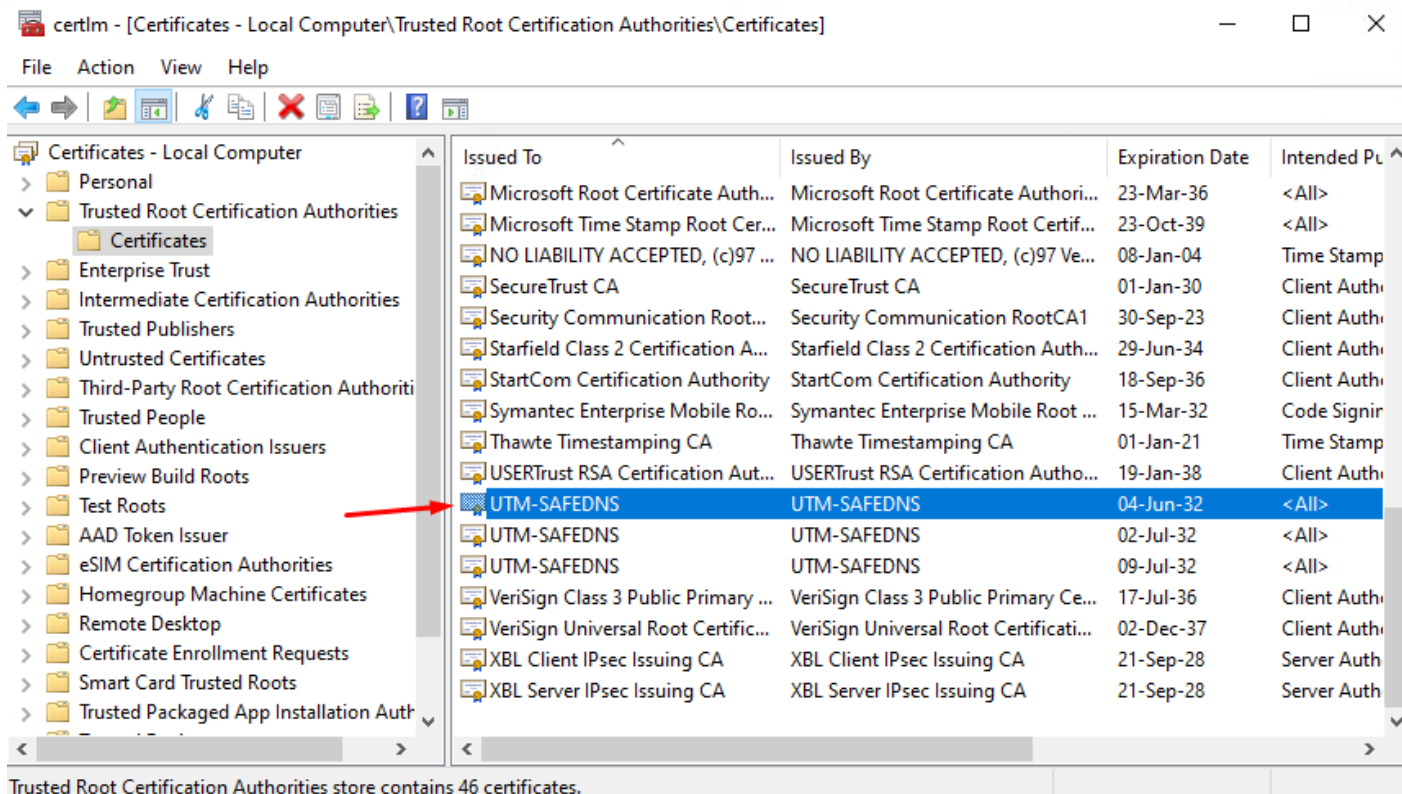 certlm - [Certificates - Local Computer\Trusted Root Certification Authorities\Certificates]
File Action View Help
Certificates - Local Computer
Personal
Trusted Root Certification Authorities
Certificates
Enterprise Trust
Intermediate Certification Authorities
Trusted Publishers
Untrusted Certificates
Third-Party Root Certification Authoriti
Trusted People
Client Authentication Issuers
Preview Build Roots
Test Roots
AAD Token Issuer
eSIM Certification Authorities
Homegroup Machine Certificates
Remote Desktop
Certificate Enrollment Requests
Smart Card Trusted Roots
Trusted Packaged App Installation Auth
Issued To Issued By Expiration Date Intended Pu
Microsoft Root Certificate Auth... Microsoft Root Certificate Authori... 23-Mar-36 <All>
Microsoft Time Stamp Root Cer... Microsoft Time Stamp Root Certif... 23-Oct-39 <All>
NO LIABILITY ACCEPTED, (c)97 ... NO LIABILITY ACCEPTED, (c)97 Ve... 08-Jan-04 Time Stamp
SecureTrust CA SecureTrust CA 01-Jan-30 Client Auth
Security Communication Root... Security Communication RootCA1 30-Sep-23 Client Auth
Starfield Class 2 Certification A... Starfield Class 2 Certification Auth... 29-Jun-34 Client Auth
StartCom Certification Authority StartCom Certification Authority 18-Sep-36 Client Auth
Symantec Enterprise Mobile Ro... Symantec Enterprise Mobile Root ... 15-Mar-32 Code Signin
Thawte Timestamping CA Thawte Timestamping CA 01-Jan-21 Time Stamp
USERTrust RSA Certification Aut... USERTrust RSA Certification Autho... 19-Jan-38 Client Auth
UTM-SAFEDNS UTM-SAFEDNS 04-Jun-32 <All>
UTM-SAFEDNS UTM-SAFEDNS 02-Jul-32 <All>
UTM-SAFEDNS UTM-SAFEDNS 09-Jul-32 <All>
VeriSign Class 3 Public Primary ... VeriSign Class 3 Public Primary Ce... 17-Jul-36 Client Auth
VeriSign Universal Root Certific... VeriSign Universal Root Certificati... 02-Dec-37 Client Auth
XBL Client IPsec Issuing CA XBL Client IPsec Issuing CA 21-Sep-28 Server Auth
XBL Server IPsec Issuing CA XBL Server IPsec Issuing CA 21-Sep-28 Server Auth
Trusted Root Certification Authorities store contains 46 certificates.